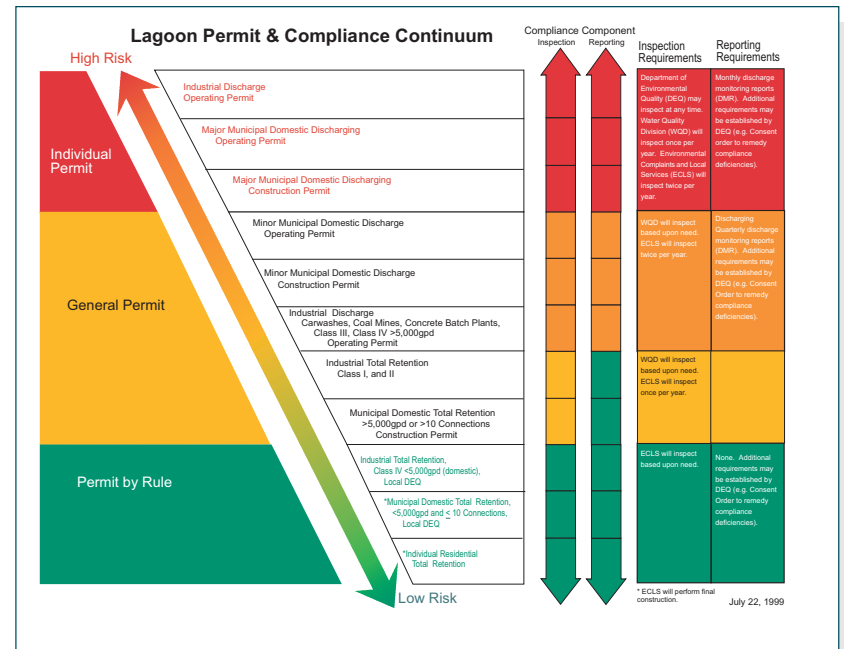 Lagoon Permit & Compliance Continuum
Compliance Component
Inspection
Reporting
Inspection
Requirements
Reporting
Requirements
High Risk
Individual
Permit
General Permit
Permit by Rule
Industrial Discharge
Operating Permit
Major Municipal Domestic Discharging
Operating Permit
Major Municipal Domestic Discharging
Construction Permit
Minor Municipal Domestic Discharge
Operating Permit
Minor Municipal Domestic Discharge
Construction Permit
Industrial Discharge
Carwashes, Coal Mines, Concrete Batch Plants,
Class III, Class IV >5,000gpd
Operating Permit
Industrial Total Retention
Class I, and II
Municipal Domestic Total Retention
>5,000gpd or >10 Connections
Construction Permit
Industrial Total Retention,
Class IV <5,000gpd (domestic),
Local DEQ
*Municipal Domestic Total Retention,
<5,000gpd and ≤ 10 Connections,
Local DEQ
*Individual Residential
Total Retention
Low Risk
Department of
Environmental
Quality (DEQ) may
inspect at any time.
Water Quality
Division (WQD) will
inspect once per
year. Environmental
Complaints and Local
Services (ECLS) will
inspect twice per
year.
Monthly discharge
monitoring reports
(DMR). Additional
requirements may
be established by
DEQ (e.g. Consent
order to remedy
compliance
deficiencies).
WQD will inspect
based upon need.
ECLS will inspect
twice per year.
Discharging
Quarterly discharge
monitoring reports
(DMR). Additional
requirements may
be established by
DEQ (e.g. Consent
Order to remedy
compliance
deficiencies).
WQD will inspect
based upon need.
ECLS will inspect
once per year.
ECLS will inspect
based upon need.
None. Additional
requirements may
be established by
DEQ (e.g. Consent
Order to remedy
compliance
deficiencies).
* ECLS will perform final
construction.
July 22, 1999